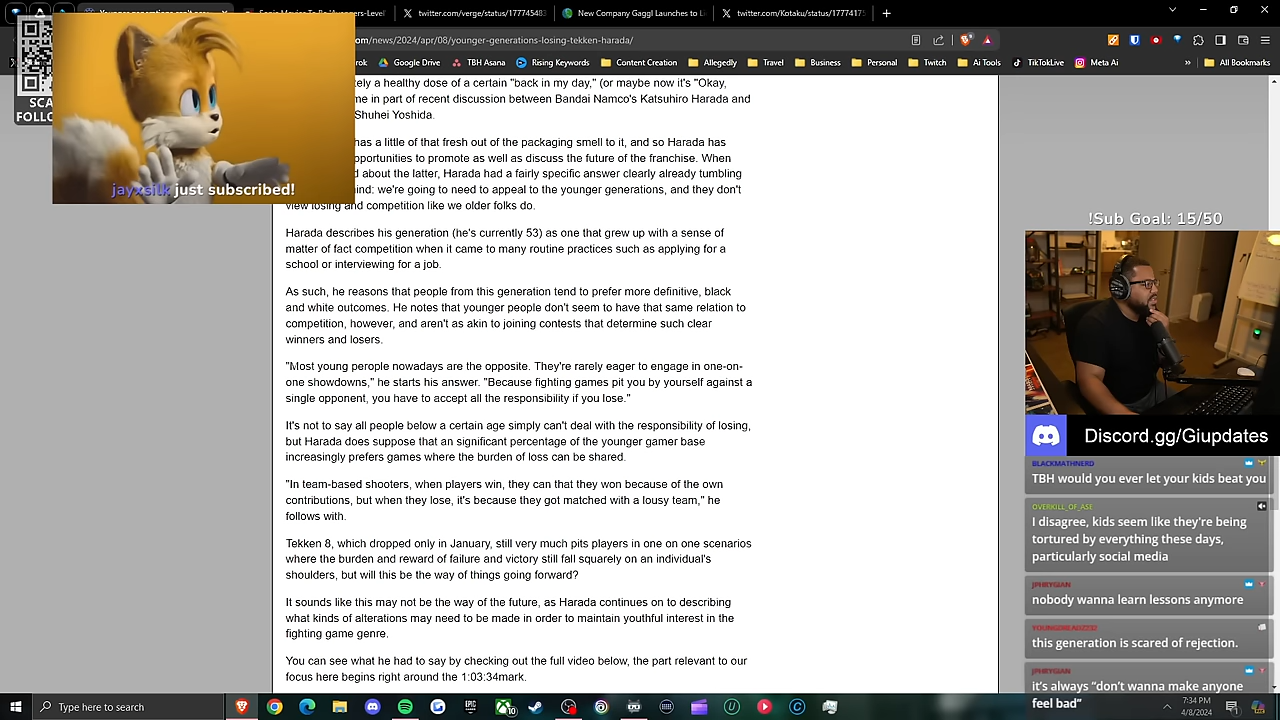 Sonic Movies To Be 'Avengers-Level
twitter.com/verge/status/177745483
New Company Gaggl Launches to Li
twitter.com/Kotaku/status/1777417
.com/news/2024/apr/08/younger-generations-losing-tekken-harada/
Google Drive
TBH Asana
Rising Keywords
Content Creation
Allegedly
Travel
Business
Personal
Twitch
Ai Tools
TikTokLive
Meta Ai
»
All Bookmarks
SCA
FOLLO
jayxsilk just subscribed!
ely a healthy dose of a certain "back in my day," (or maybe now it's "Okay,
me in part of recent discussion between Bandai Namco's Katsuhiro Harada and
Shuhei Yoshida.
has a little of that fresh out of the packaging smell to it, and so Harada has
pportunities to promote as well as discuss the future of the franchise. When
d about the latter, Harada had a fairly specific answer clearly already tumbling
ind: we're going to need to appeal to the younger generations, and they don't
view losing and competition like we older folks do.
Harada describes his generation (he's currently 53) as one that grew up with a sense of
matter of fact competition when it came to many routine practices such as applying for a
school or interviewing for a job.
As such, he reasons that people from this generation tend to prefer more definitive, black
and white outcomes. He notes that younger people don't seem to have that same relation to
competition, however, and aren't as akin to joining contests that determine such clear
winners and losers.
"Most young perople nowadays are the opposite. They're rarely eager to engage in one-on-
one showdowns," he starts his answer. "Because fighting games pit you by yourself against a
single opponent, you have to accept all the responsibility if you lose."
It's not to say all people below a certain age simply can't deal with the responsibility of losing,
but Harada does suppose that an significant percentage of the younger gamer base
increasingly prefers games where the burden of loss can be shared.
"In team-based shooters, when players win, they can that they won because of the own
contributions, but when they lose, it's because they got matched with a lousy team," he
follows with.
Tekken 8, which dropped only in January, still very much pits players in one on one scenarios
where the burden and reward of failure and victory still fall squarely on an individual's
shoulders, but will this be the way of things going forward?
It sounds like this may not be the way of the future, as Harada continues on to describing
what kinds of alterations may need to be made in order to maintain youthful interest in the
fighting game genre.
You can see what he had to say by checking out the full video below, the part relevant to our
focus here begins right around the 1:03:34mark.
!Sub Goal: 15/50
Discord.gg/Giupdates
BLACKMATHNERD
TBH would you ever let your kids beat you
OVERKILL_OF_ASE
I disagree, kids seem like they're being
tortured by everything these days,
particularly social media
JPHRYGIAN
nobody wanna learn lessons anymore
this generation is scared of rejection.
JPHRYGIAN
it's always "don't wanna make anyone
feel bad"
Type here to search
7:34 PM
4/8/2024